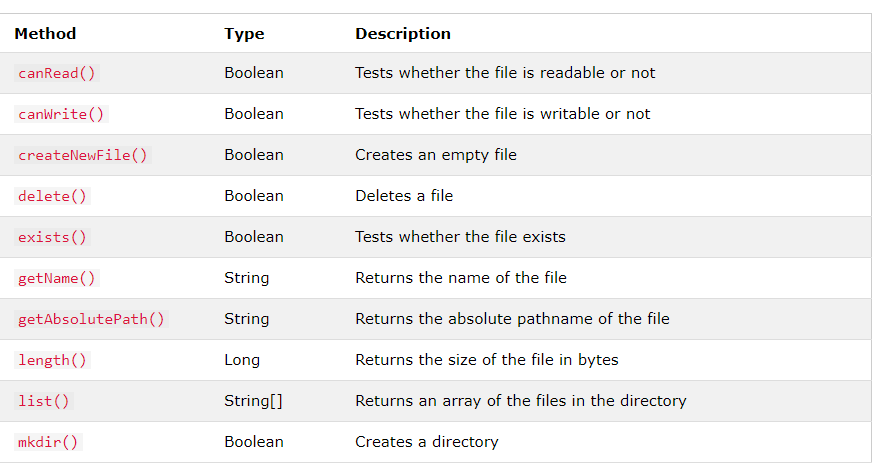 Method Type Description
canRead() Boolean Tests whether the file is readable or not
canWrite() Boolean Tests whether the file is writable or not
createNewFile() Boolean Creates an empty file
delete() Boolean Deletes a file
exists() Boolean Tests whether the file exists
getName() String Returns the name of the file
getAbsolutePath() String Returns the absolute pathname of the file
length() Long Returns the size of the file in bytes
list() String[] Returns an array of the files in the directory
mkdir() Boolean Creates a directory